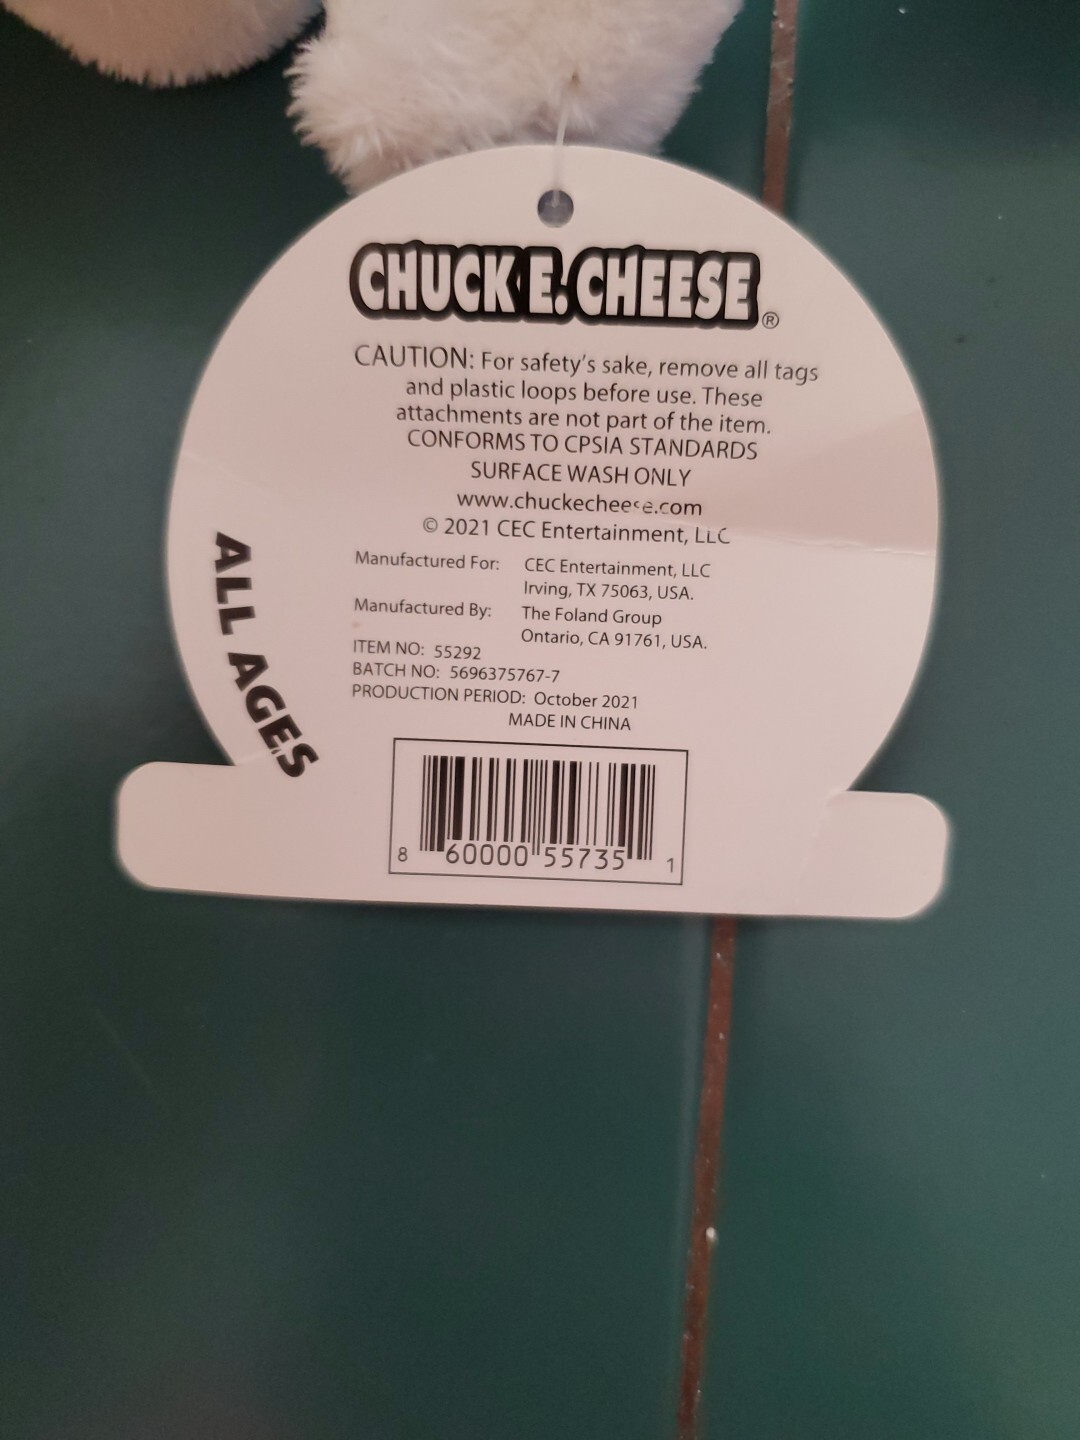 CHUCK E. CHEESE®
CAUTION: For safety's sake, remove all tags
and plastic loops before use. These
attachments are not part of the item.
CONFORMS TO CPSIA STANDARDS
SURFACE WASH ONLY
www.chuckecheese.com
© 2021 CEC Entertainment, LLC
Manufactured For: CEC Entertainment, LLC
Irving, TX 75063, USA.
Manufactured By: The Foland Group
Ontario, CA 91761, USA.
ITEM NO: 55292
BATCH NO: 5696375767-7
PRODUCTION PERIOD: October 2021
MADE IN CHINA
ALL AGES
8 60000 55735 1